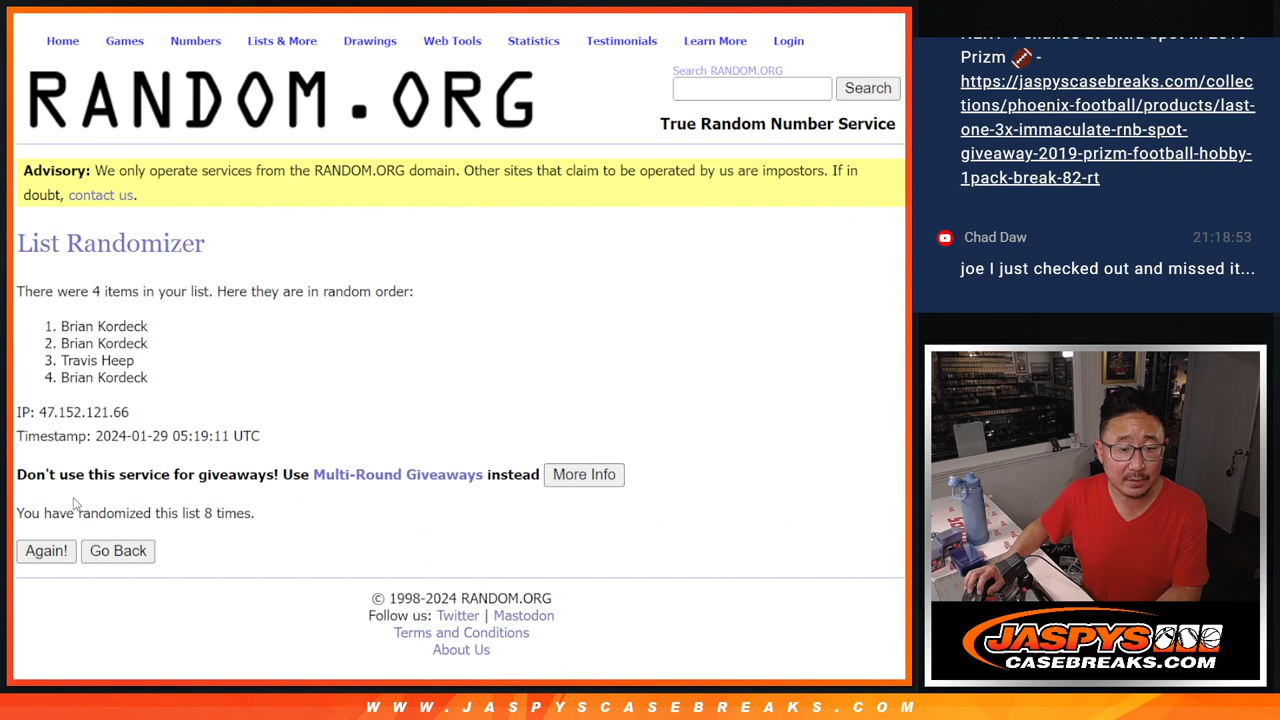 Home Games Numbers Lists & More Drawings Web Tools Statistics Testimonials Learn More Login
RANDOM.ORG
Search RANDOM.ORG
Search
True Random Number Service
Advisory: We only operate services from the RANDOM.ORG domain. Other sites that claim to be operated by us are impostors. If in
doubt, contact us.
List Randomizer
There were 4 items in your list. Here they are in random order:
1. Brian Kordeck
2. Brian Kordeck
3. Travis Heep
4. Brian Kordeck
IP: 47.152.121.66
Timestamp: 2024-01-29 05:19:11 UTC
Don't use this service for giveaways! Use Multi-Round Giveaways instead More Info
You have randomized this list 8 times.
Again! Go Back
© 1998-2024 RANDOM.ORG
Follow us: Twitter | Mastodon
Terms and Conditions
About Us
Prizm 🏈 -
https://jaspyscasebreaks.com/collec
tions/phoenix-football/products/last-
one-3x-immaculate-rnb-spot-
giveaway-2019-prizm-football-hobby-
1pack-break-82-rt
Chad Daw 21:18:53
joe I just checked out and missed it...
JASPYS
CASEBREAKS.COM
WWW.JASPYSCASEBREAKS.COM